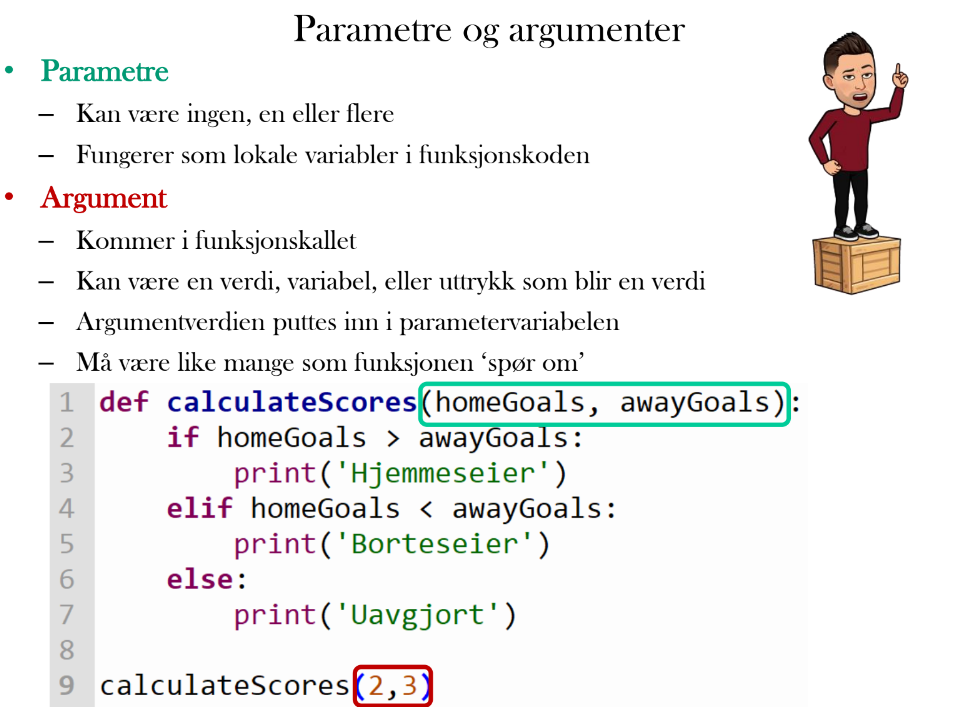 Parametre og argumenter
• Parametre
– Kan være ingen, en eller flere
– Fungerer som lokale variabler i funksjonskoden
• Argument
– Kommer i funksjonskallet
– Kan være en verdi, variabel, eller uttrykk som blir en verdi
– Argumentverdien puttes inn i parametervariabelen
– Må være like mange som funksjonen ‘spør om’
1 def calculateScores(homeGoals, awayGoals):
2     if homeGoals > awayGoals:
3         print('Hjemmeseier')
4     elif homeGoals < awayGoals:
5         print('Borteseier')
6     else:
7         print('Uavgjort')
8
9 calculateScores(2,3)